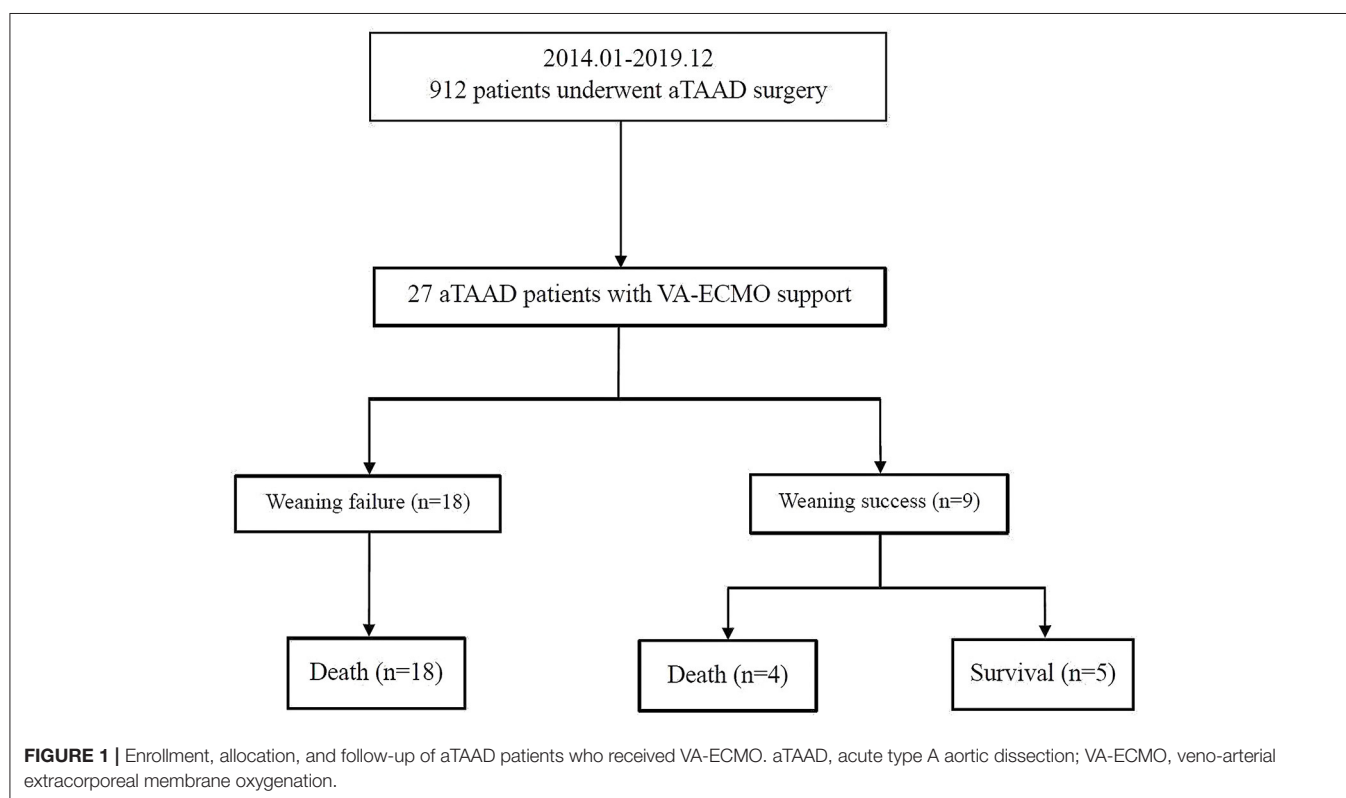 2014.01-2019.12
912 patients underwent aTAAD surgery
27 aTAAD patients with VA-ECMO support
Weaning failure (n=18)
Weaning success (n=9)
Death (n=18)
Death (n=4)
Survival (n=5)
FIGURE 1 | Enrollment, allocation, and follow-up of aTAAD patients who received VA-ECMO. aTAAD, acute type A aortic dissection; VA-ECMO, veno-arterial
extracorporeal membrane oxygenation.